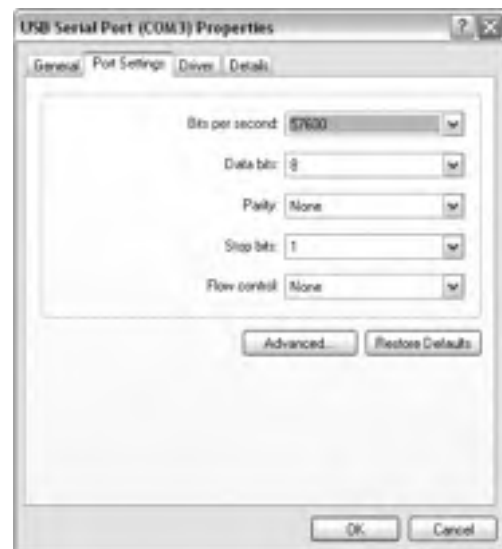 USB Serial Port (COM3) Properties
General Port Settings Driver Details
Bits per second: 57600
Data bits: 8
Parity: None
Stop bits: 1
Flow control: None
Advanced... Restore Defaults
OK Cancel